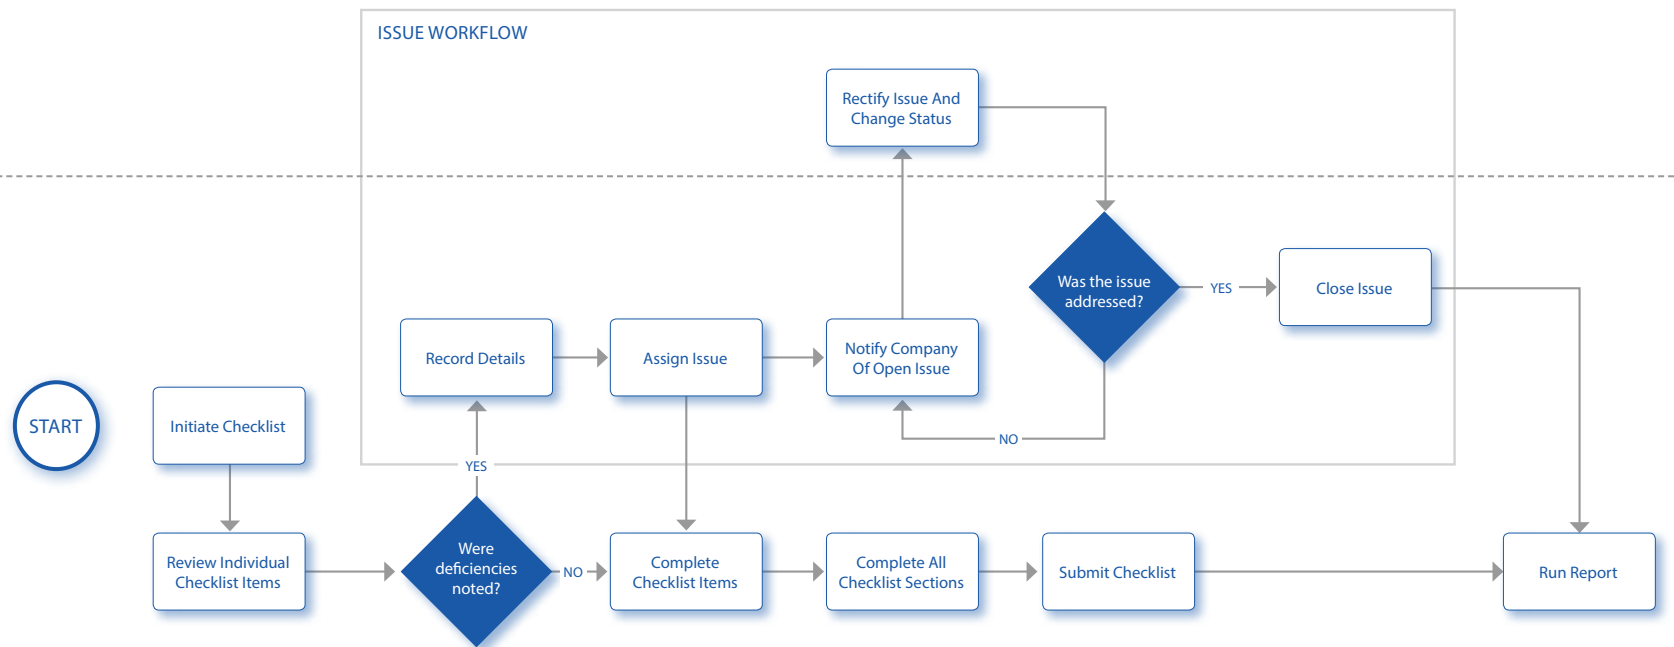 ISSUE WORKFLOW
Rectify Issue And
Change Status
Was the issue
addressed?
YES
Close Issue
Record Details
Assign Issue
Notify Company
Of Open Issue
START
Initiate Checklist
NO
YES
Review Individual
Checklist Items
Were
deficiencies
noted?
NO
Complete
Checklist Items
Complete All
Checklist Sections
Submit Checklist
Run Report